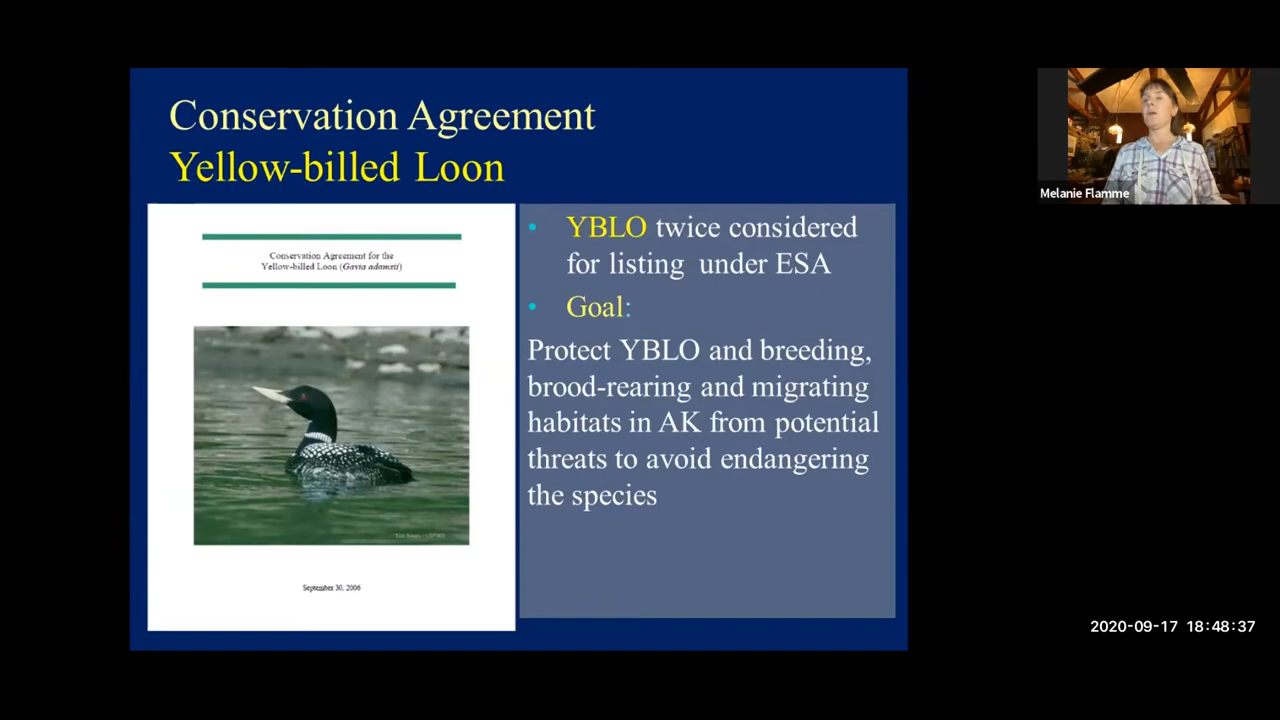 Conservation Agreement
Yellow-billed Loon
Conservation Agreement for the
Yellow-billed Loon (Gavia adamsii)
September 30, 2006
• YBLO twice considered
for listing under ESA
• Goal:
Protect YBLO and breeding,
brood-rearing and migrating
habitats in AK from potential
threats to avoid endangering
the species
Melanie Flamme
2020-09-17 18:48:37